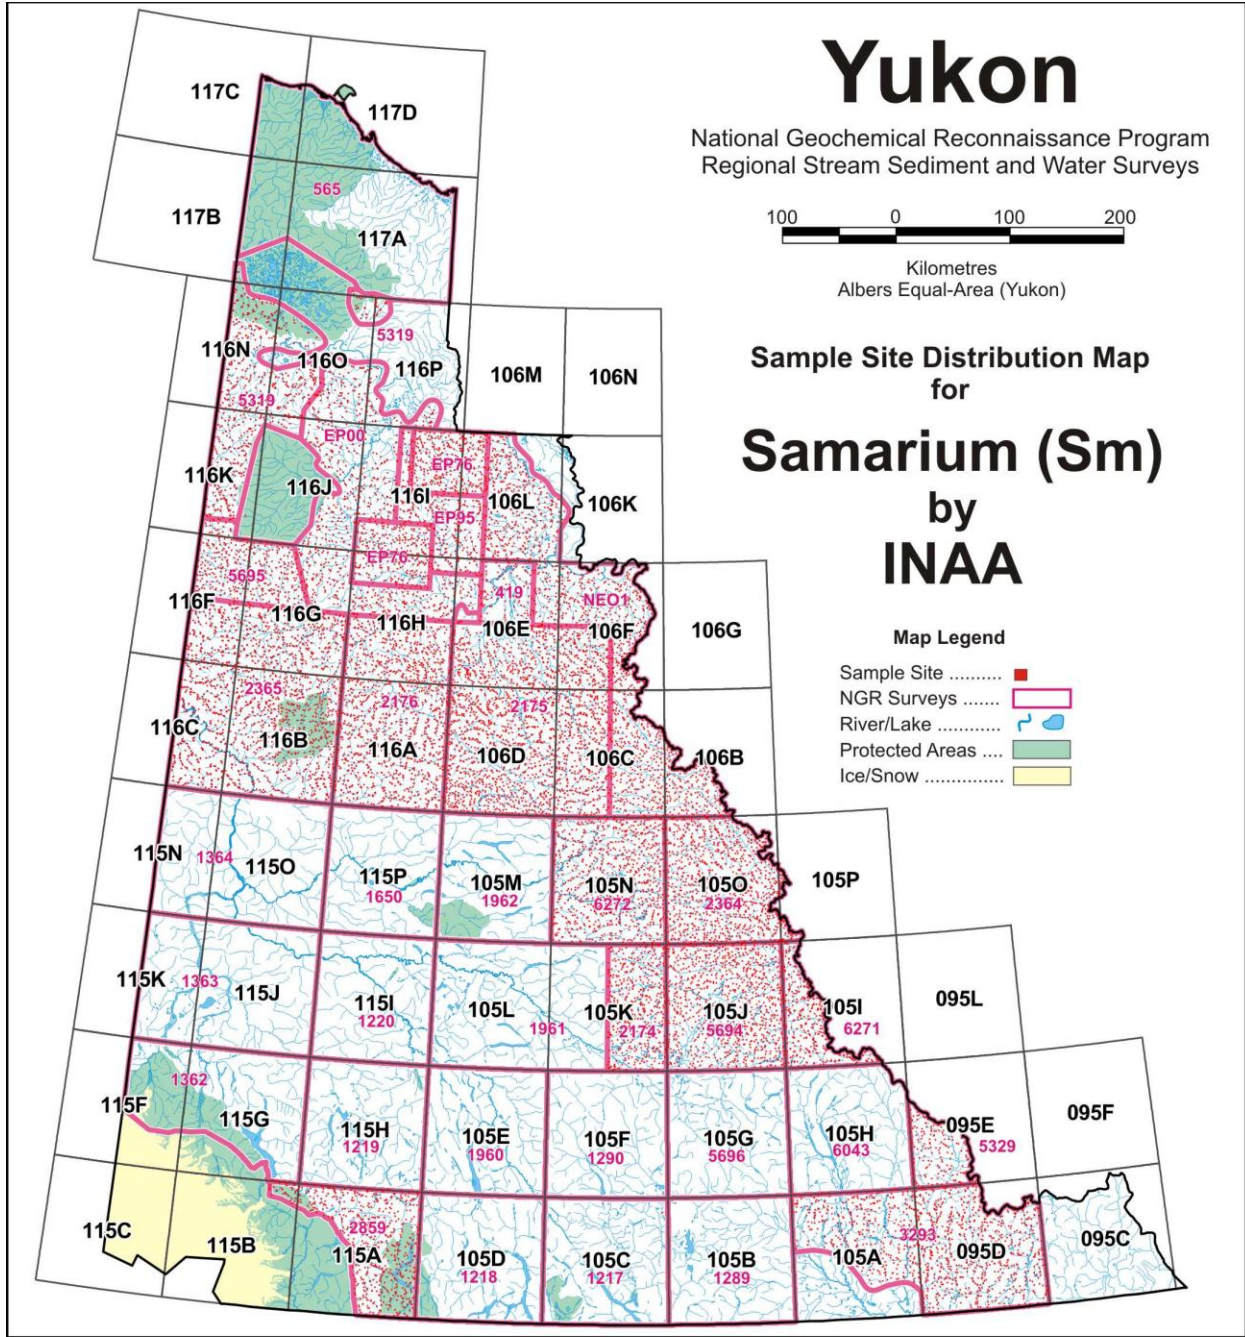 Yukon
National Geochemical Reconnaissance Program
Regional Stream Sediment and Water Surveys
100 0 100 200
Kilometres
Albers Equal-Area (Yukon)
Sample Site Distribution Map
for
Samarium (Sm)
by
INAA
Map Legend
Sample Site ..........
NGR Surveys .......
River/Lake ............
Protected Areas ....
Ice/Snow ...............
117C
117D
565
117B
117A
5319
116N
116O
116P
106M
106N
5319
EP00
EP76
116K
116J
116I
106L
106K
EP95
EP76
5695
419
NEO1
116F
116G
116H
106E
106F
106G
2365
2176
2175
116C
116B
116A
106D
106C
106B
115N
1364
115O
115P
1650
105M
1962
105N
6272
105O
2364
105P
115K
1363
115J
115I
1220
105L
1961
105K
2174
105J
5694
105I
6271
095L
1362
115F
115G
115H
1219
105E
1960
105F
1290
105G
5696
105H
6043
095E
5329
095F
115C
115B
2859
115A
105D
1218
105C
1217
105B
1289
105A
3293
095D
095C